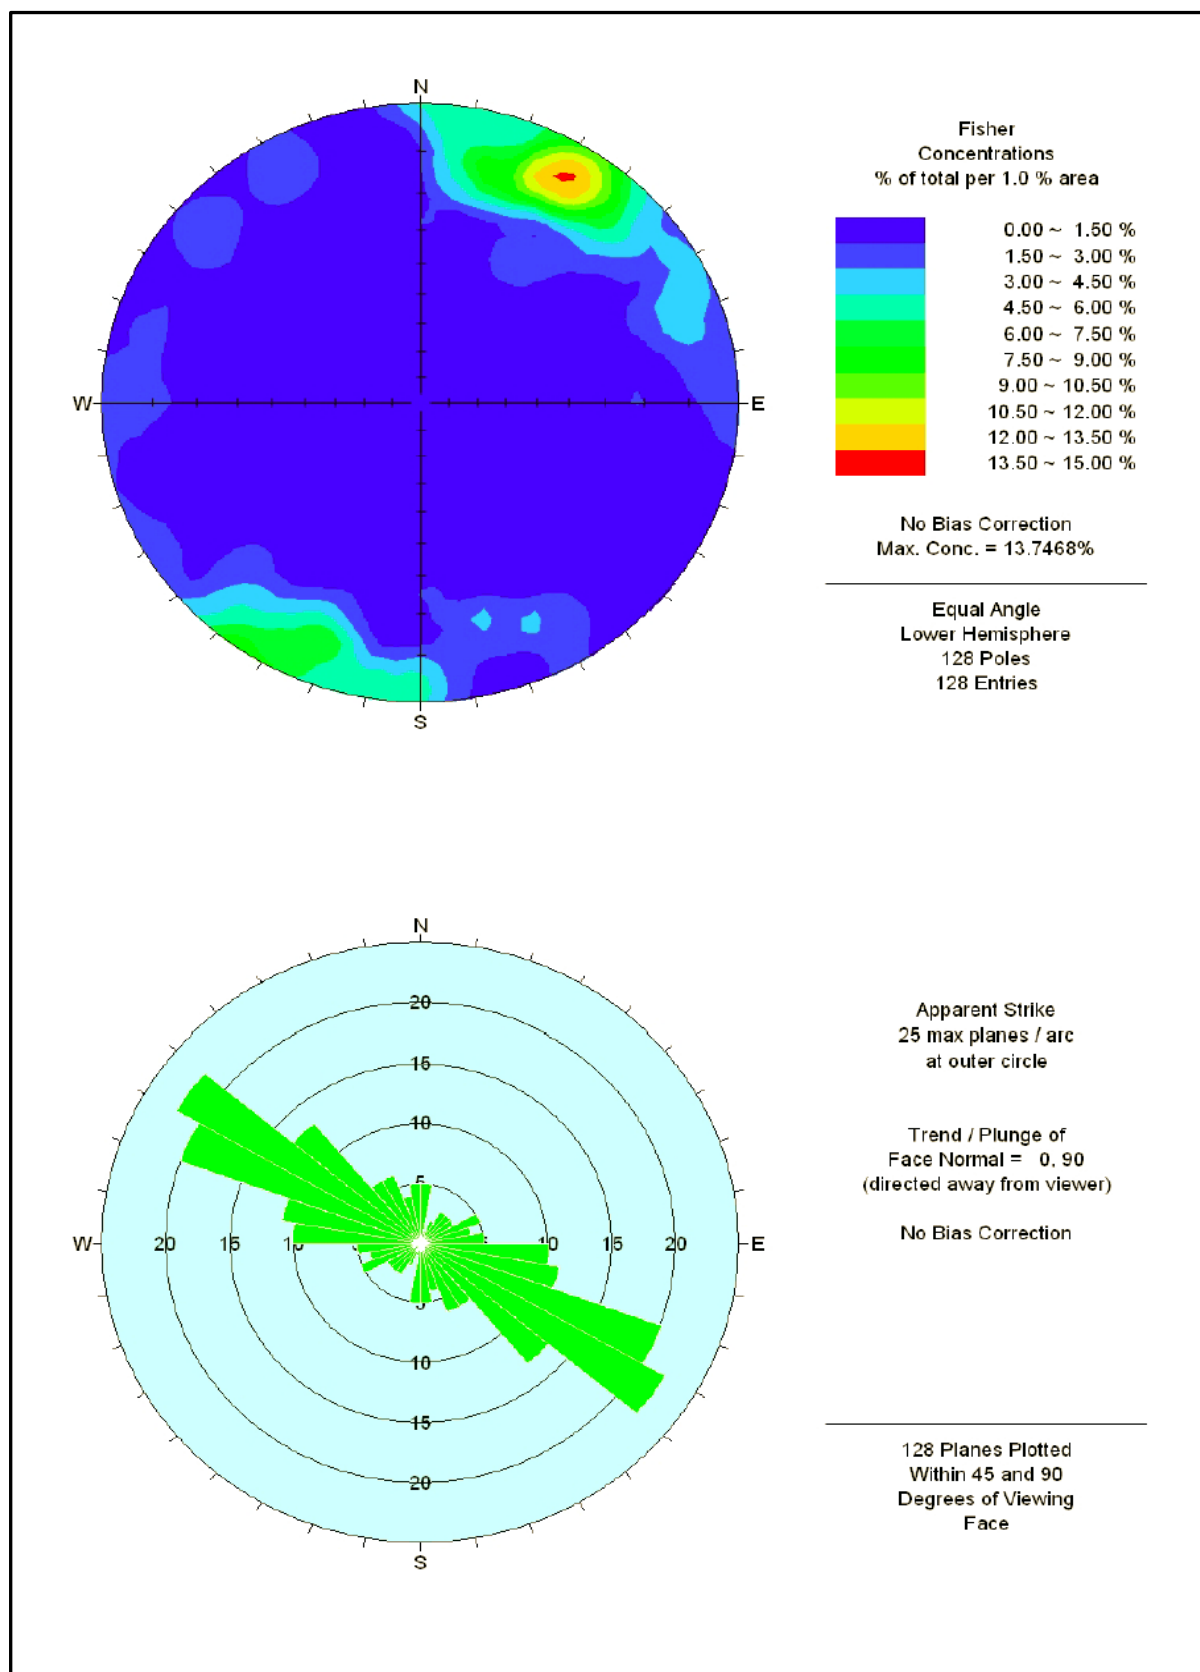 N
W
E
S
Fisher
Concentrations
% of total per 1.0 % area
0.00 ~ 1.50 %
1.50 ~ 3.00 %
3.00 ~ 4.50 %
4.50 ~ 6.00 %
6.00 ~ 7.50 %
7.50 ~ 9.00 %
9.00 ~ 10.50 %
10.50 ~ 12.00 %
12.00 ~ 13.50 %
13.50 ~ 15.00 %
No Bias Correction
Max. Conc. = 13.7468%
Equal Angle
Lower Hemisphere
128 Poles
128 Entries
N
20
15
10
5
W 20 15 10 5 5 10 15 20 E
5
10
15
20
S
Apparent Strike
25 max planes / arc
at outer circle
Trend / Plunge of
Face Normal = 0, 90
(directed away from viewer)
No Bias Correction
128 Planes Plotted
Within 45 and 90
Degrees of Viewing
Face